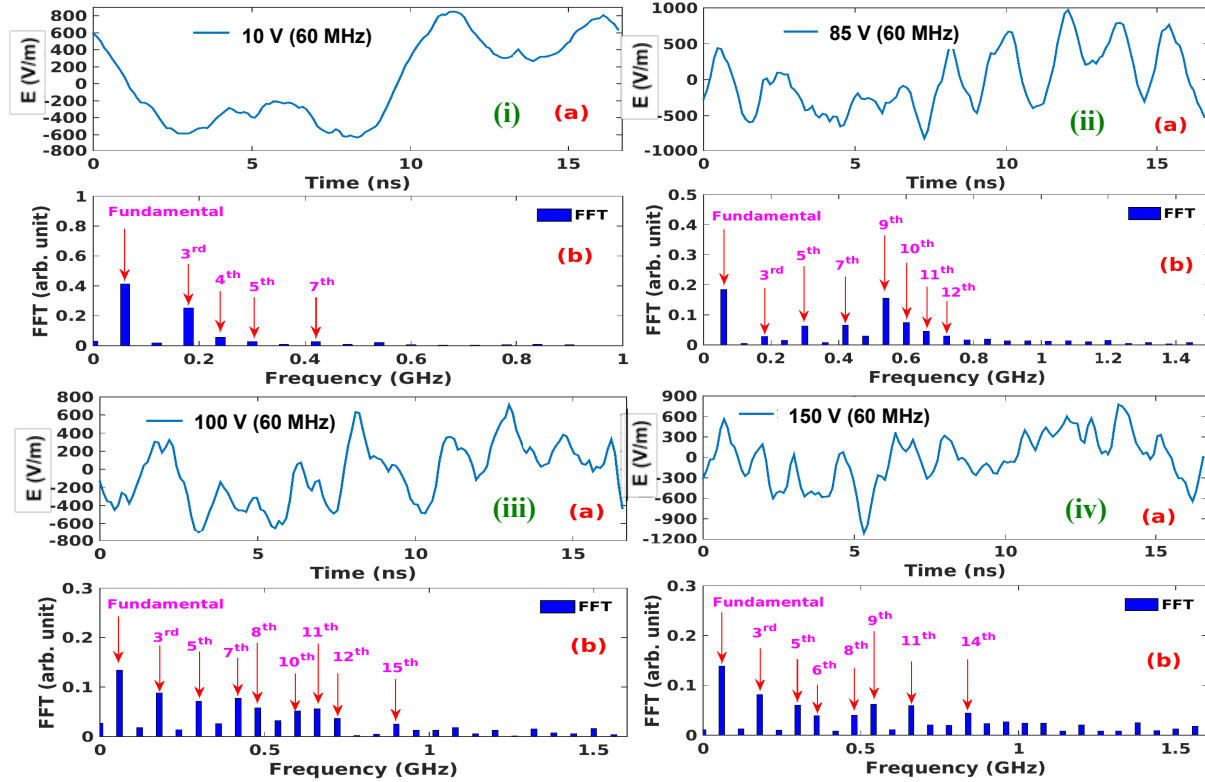 800
600
400
200
0
-200
-400
-600
-800
E (V/m)
10 V (60 MHz)
(i)
(a)
0
5
10
15
Time (ns)
1000
500
0
-500
-1000
E (V/m)
85 V (60 MHz)
(ii)
(a)
0
5
10
15
Time (ns)
1
0.8
0.6
0.4
0.2
0
FFT (arb. unit)
Fundamental
3rd
4th
5th
7th
FFT
(b)
0
0.2
0.4
0.6
0.8
1
Frequency (GHz)
0.5
0.4
0.3
0.2
0.1
0
FFT (arb. unit)
Fundamental
3rd
5th
7th
9th
10th
11th
12th
FFT
(b)
0
0.2
0.4
0.6
0.8
1
1.2
1.4
Frequency (GHz)
800
600
400
200
0
-200
-400
-600
-800
E (V/m)
100 V (60 MHz)
(iii)
(a)
0
5
10
15
Time (ns)
900
600
300
0
-300
-600
-900
-1200
E (V/m)
150 V (60 MHz)
(iv)
(a)
0
5
10
15
Time (ns)
0.3
0.2
0.1
0
FFT (arb. unit)
Fundamental
3rd
5th
7th
8th
10th
11th
12th
15th
FFT
(b)
0
0.5
1
1.5
Frequency (GHz)
0.3
0.2
0.1
0
FFT (arb. unit)
Fundamental
3rd
5th
6th
8th
9th
11th
14th
FFT
(b)
0
0.5
1
1.5
Frequency (GHz)